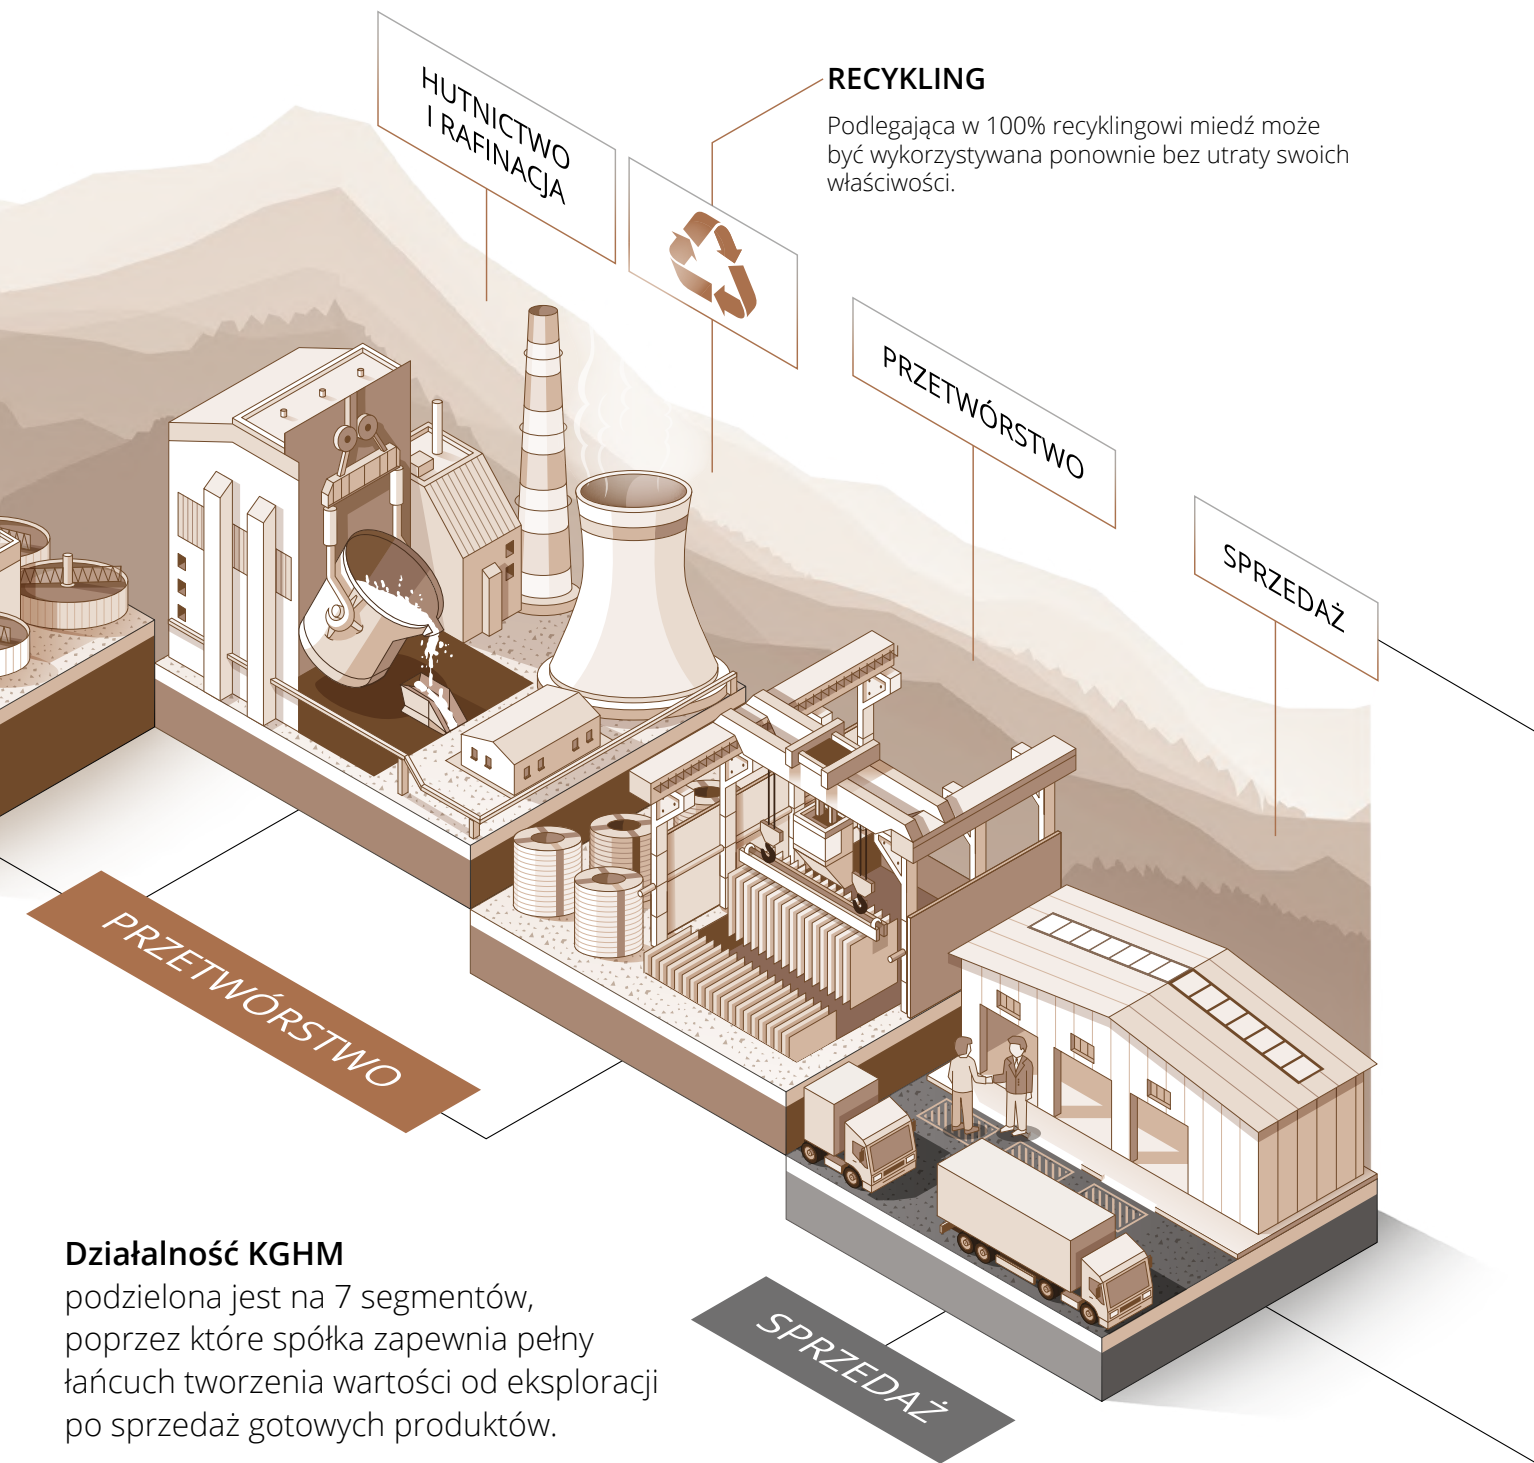 HUTNICTWO
I RAFINACJA
RECYKLING
Podlegająca w 100% recyklingowi miedź może
być wykorzystywana ponownie bez utraty swoich
właściwości.
PRZETWÓRSTWO
SPRZEDAŻ
PRZETWÓRSTWO
Działalność KGHM
podzielona jest na 7 segmentów,
poprzez które spółka zapewnia pełny
łańcuch tworzenia wartości od eksploracji
po sprzedaż gotowych produktów.
SPRZEDAŻ